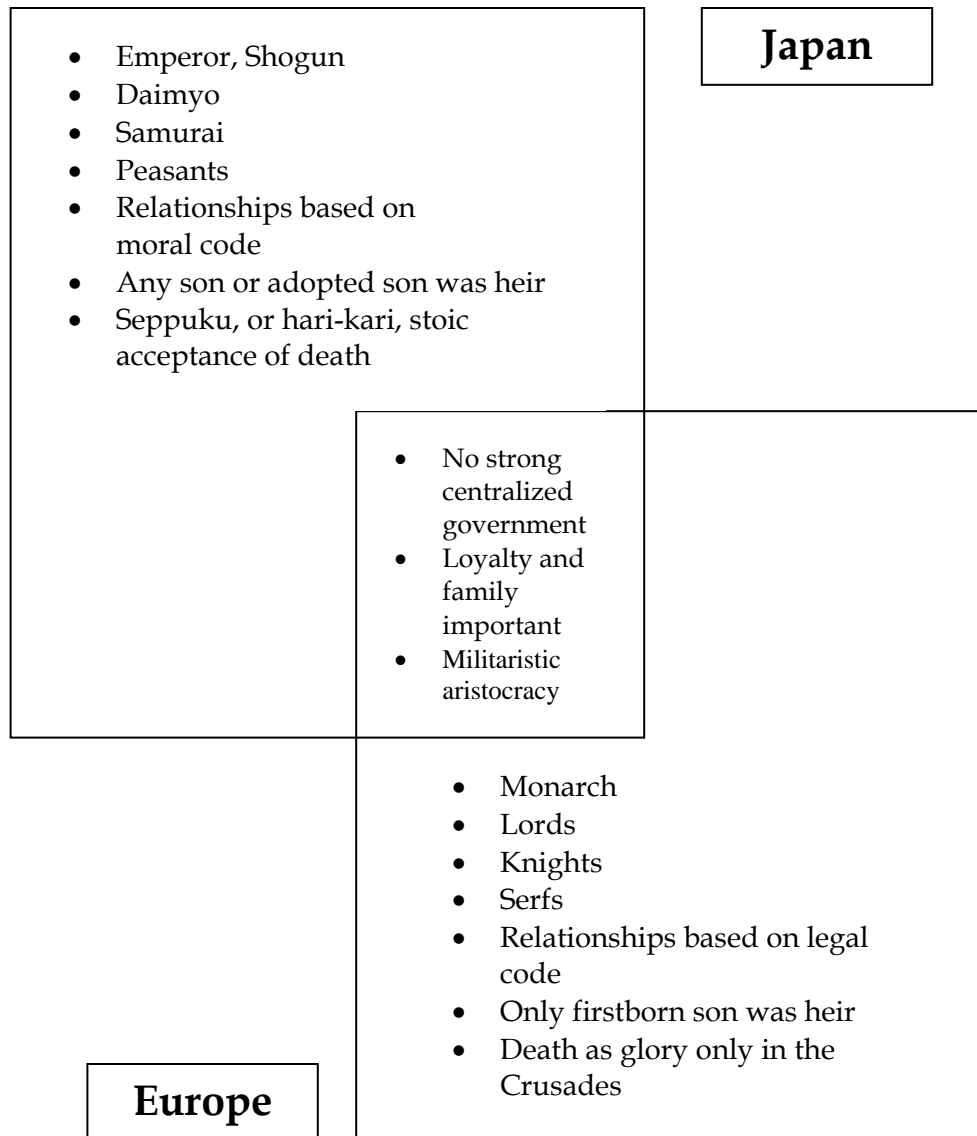 Japan
• Emperor, Shogun
• Daimyo
• Samurai
• Peasants
• Relationships based on
moral code
• Any son or adopted son was heir
• Seppuku, or hari-kari, stoic
acceptance of death
• No strong
centralized
government
• Loyalty and
family
important
• Militaristic
aristocracy
• Monarch
• Lords
• Knights
• Serfs
• Relationships based on legal
code
• Only firstborn son was heir
• Death as glory only in the
Crusades
Europe